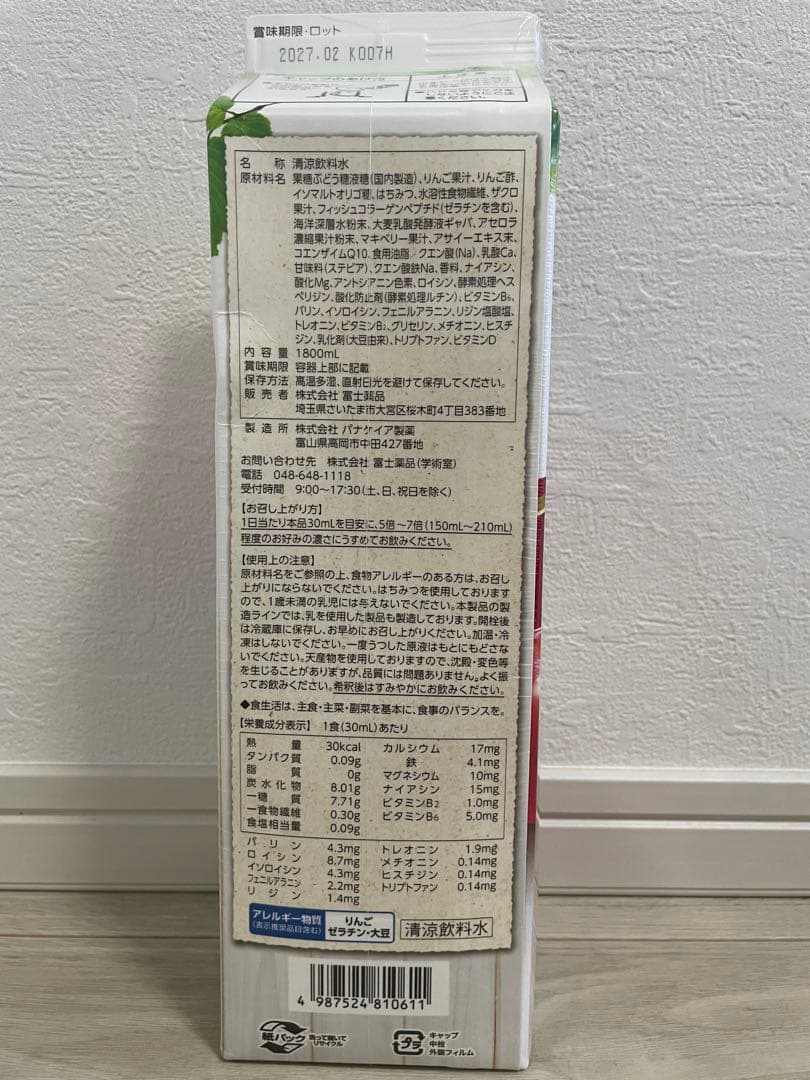 賞味期限・ロット
2027.02 K007H
名称 清涼飲料水
原材料名 果糖ぶどう糖液糖(国内製造)、りんご果汁、りんご酢、
イソマルトオリゴ糖、はちみつ、水溶性食物繊維、ザクロ
果汁、フィッシュコラーゲンペプチド(ゼラチンを含む)、
海洋深層水粉末、大麦乳酸発酵液ギャバ、アセロラ
濃縮果汁粉末、マキベリー果汁、アサイーエキス末、
コエンザイムQ10、食用油脂/クエン酸(Na)、乳酸Ca、
甘味料(ステビア)、クエン酸鉄Na、香料、ナイアシン、
酸化Mg、アントシアニン色素、ロイシン、酵素処理ヘス
ペリジン、酸化防止剤(酵素処理ルチン)、ビタミンB₆、
バリン、イソロイシン、フェニルアラニン、リジン塩酸塩、
トレオニン、ビタミンB₂、グリセリン、メチオニン、ヒスチ
ジン、乳化剤(大豆由来)、トリプトファン、ビタミンD
内容量 1800mL
賞味期限 容器上部に記載
保存方法 高温多湿、直射日光を避けて保存してください。
販売者 株式会社 富士薬品
埼玉県さいたま市大宮区桜木町4丁目383番地
製造所 株式会社 パナケイア製薬
富山県高岡市中田427番地
お問い合わせ先 株式会社 富士薬品(学術室)
電話 048-648-1118
受付時間 9:00〜17:30(土、日、祝日を除く)
【お召し上がり方】
1日当たり本品30mLを目安に、5倍〜7倍(150mL〜210mL)
程度のお好みの濃さにうすめてお飲みください。
【使用上の注意】
原材料名をご参照の上、食物アレルギーのある方は、お召し
上がりにならないでください。はちみつを使用しております
ので、1歳未満の乳児には与えないでください。本製品の製
造ラインでは、乳を使用した製品も製造しております。開栓後
は冷蔵庫に保存し、お早めにお召し上がりください。加温・冷
凍はしないでください。一度うつした原液はもとにもどさな
いでください。天産物を使用しておりますので、沈殿・変色等
を生じることがありますが、品質には問題ありません。よく振
ってお飲みください。希釈後はすみやかにお飲みください。
◆食生活は、主食・主菜・副菜を基本に、食事のバランスを。
【栄養成分表示】 1食(30mL)あたり
熱量 30kcal カルシウム 17mg
タンパク質 0.09g 鉄 4.1mg
脂質 0g マグネシウム 10mg
炭水化物 8.01g ナイアシン 15mg
ー糖質 7.71g ビタミンB₂ 1.0mg
ー食物繊維 0.30g ビタミンB₆ 5.0mg
食塩相当量 0.09g
バリン 4.3mg トレオニン 1.9mg
ロイシン 8.7mg メチオニン 0.14mg
イソロイシン 4.3mg ヒスチジン 0.14mg
フェニルアラニン 2.2mg トリプトファン 0.14mg
リジン 1.4mg
アレルギー物質 りんご
(表示推奨品目含む) ゼラチン・大豆
清涼飲料水
4 987524 810611
紙パック 洗って開いて
リサイクル
プラ キャップ
中栓
外装フィルム